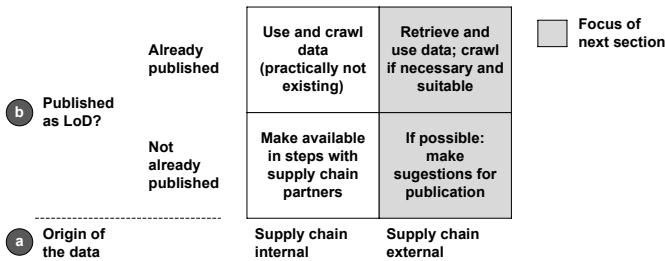 Already
published
Use and crawl
data
(practically not
existing)
Retrieve and
use data; crawl
if necessary and
suitable
Focus of
next section
b
Published
as LoD?
Not
already
published
Make available
in steps with
supply chain
partners
If possible:
make
sugestions for
publication
a
Origin of
the data
Supply chain
internal
Supply chain
external